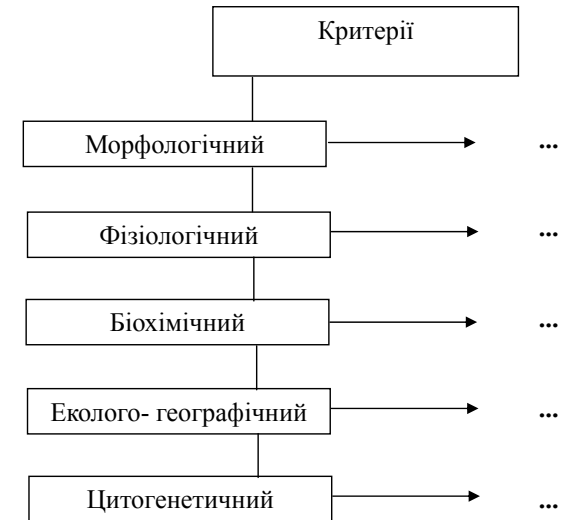 Критерії
Морфологічний ...
Фізіологічний ...
Біохімічний ...
Еколого- географічний ...
Цитогенетичний ...